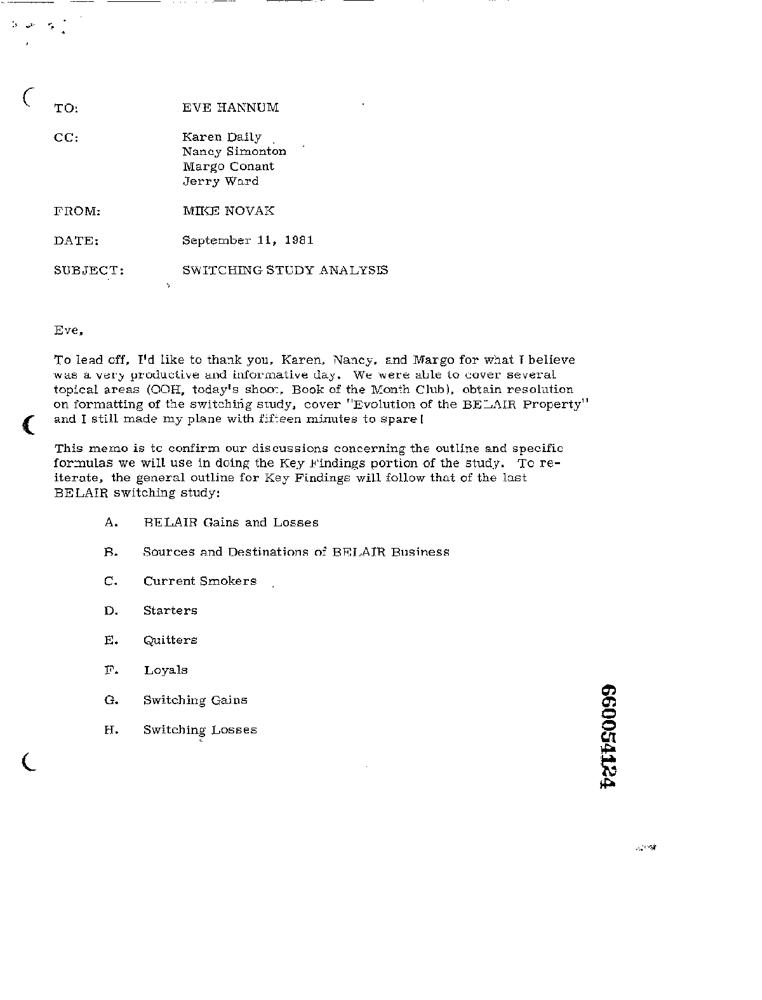 TO: EVE HANNUM
CC: Karen Daily
Nancy Simonton
Margo Conant
Jerry Ward
FROM: MIKE NOVAK
DATE: September 11, 1981
SUBJECT: SWITCHING STUDY ANALYSIS
Eve,
To lead off, I'd like to thank you, Karen, Nancy, and Margo for what I believe
was a very productive and informative day. We were able to cover several
topical areas (OOH, today's shoot, Book of the Month Club), obtain resolution
on formatting of the switching study, cover "Evolution of the BELAIR Property"
and I still made my plane with fifteen minutes to spare!
This memo is to confirm our discussions concerning the outline and specific
formulas we will use in doing the Key Findings portion of the study. To re-
iterate, the general outline for Key Findings will follow that of the last
BELAIR switching study:
A. BELAIR Gains and Losses
B. Sources and Destinations of BELAIR Business
C. Current Smokers
D. Starters
E. Quitters
F. Loyals
G. Switching Gains
H. Switching Losses
660054124